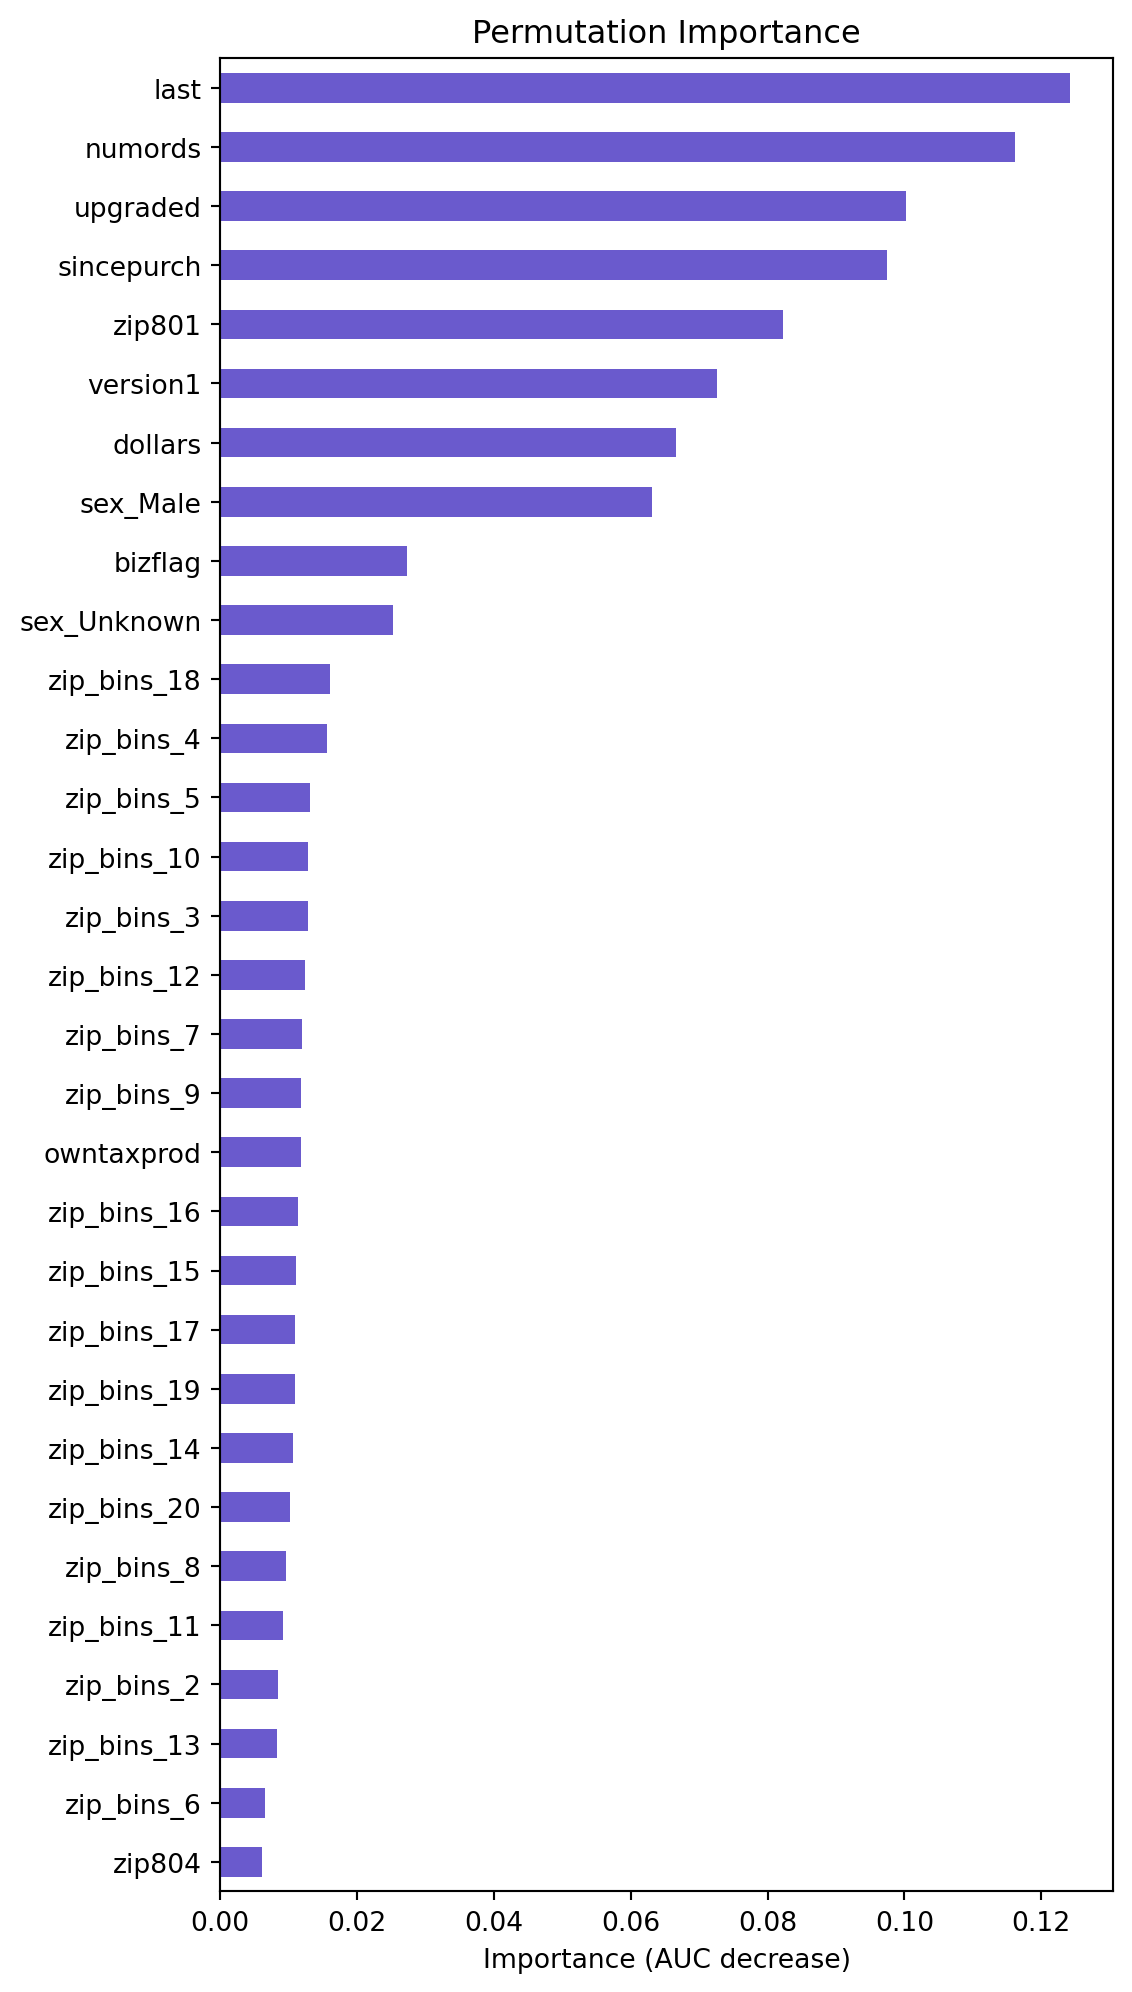 Permutation Importance
last
numords
upgraded
sincepurch
zip801
version1
dollars
sex_Male
bizflag
sex_Unknown
zip_bins_18
zip_bins_4
zip_bins_5
zip_bins_10
zip_bins_3
zip_bins_12
zip_bins_7
zip_bins_9
owntaxprod
zip_bins_16
zip_bins_15
zip_bins_17
zip_bins_19
zip_bins_14
zip_bins_20
zip_bins_8
zip_bins_11
zip_bins_2
zip_bins_13
zip_bins_6
zip804
0.00 0.02 0.04 0.06 0.08 0.10 0.12
Importance (AUC decrease)